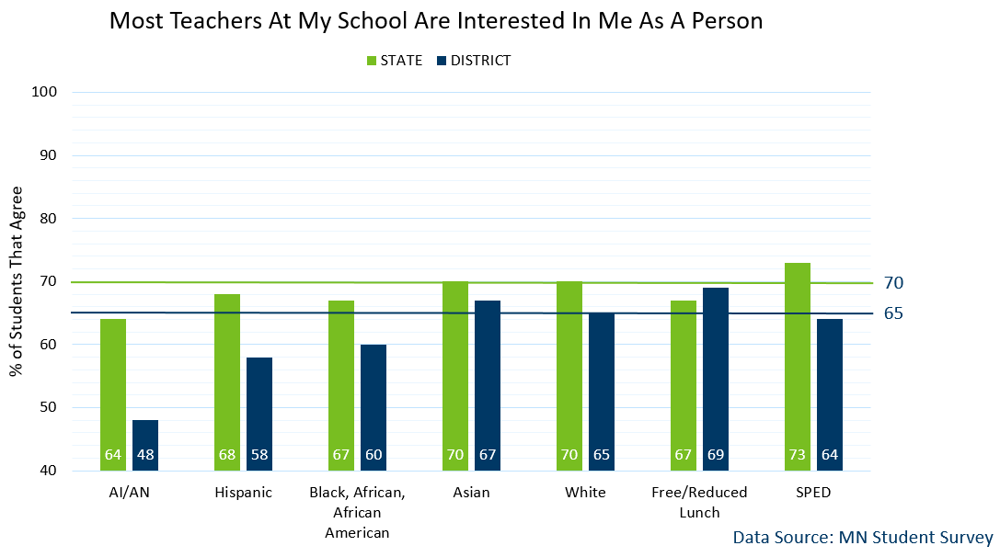 Most Teachers At My School Are Interested In Me As A Person
STATE DISTRICT
100
90
80
70
60
50
40
% of Students That Agree
70
65
64 48 68 58 67 60 70 67 70 65 67 69 73 64
AI/AN Hispanic Black, African, Asian White Free/Reduced SPED
African Lunch
American
Data Source: MN Student Survey